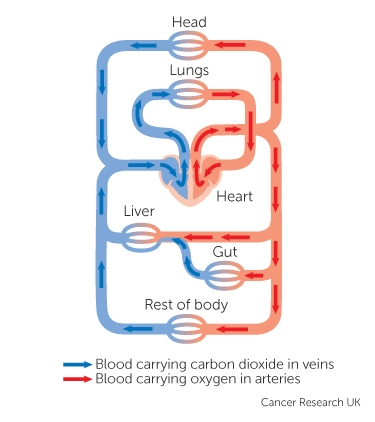 Head
Lungs
Heart
Liver
Gut
Rest of body
Blood carrying carbon dioxide in veins
Blood carrying oxygen in arteries
Cancer Research UK